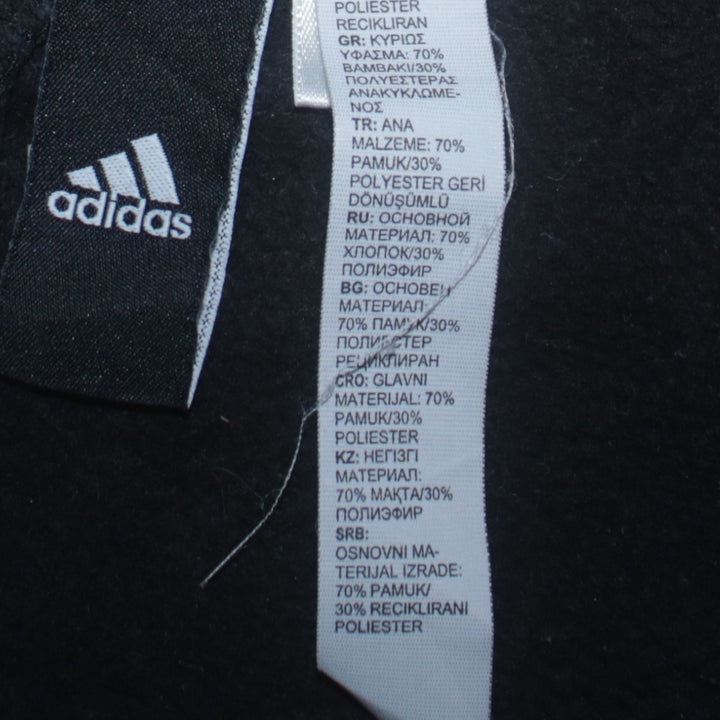 adidas
POLIESTER
RECIKLIRAN
GR: ΚΥΡΙΩΣ
ΥΦΑΣΜΑ: 70%
ΒΑΜΒΑΚΙ/30%
ΠΟΛΥΕΣΤΕΡΑΣ
ΑΝΑΚΥΚΛΩΜΕ-
ΝΟΣ
TR: ANA
MALZEME: 70%
PAMUK/30%
POLYESTER GERİ
DÖNÜŞÜMLÜ
RU: ОСНОВНОЙ
МАТЕРИАЛ: 70%
ХЛОПОК/30%
ПОЛИЭФИР
BG: ОСНОВЕН
МАТЕРИАЛ:
70% ПАМУК/30%
ПОЛИЕСТЕР
РЕЦИКЛИРАН
CRO: GLAVNI
MATERIJAL: 70%
PAMUK/30%
POLIESTER
KZ: НЕГІЗГІ
МАТЕРИАЛ:
70% МАҚТА/30%
ПОЛИЭФИР
SRB:
OSNOVNI MA-
TERIJAL IZRADE:
70% PAMUK/
30% RECIKLIRANI
POLIESTER